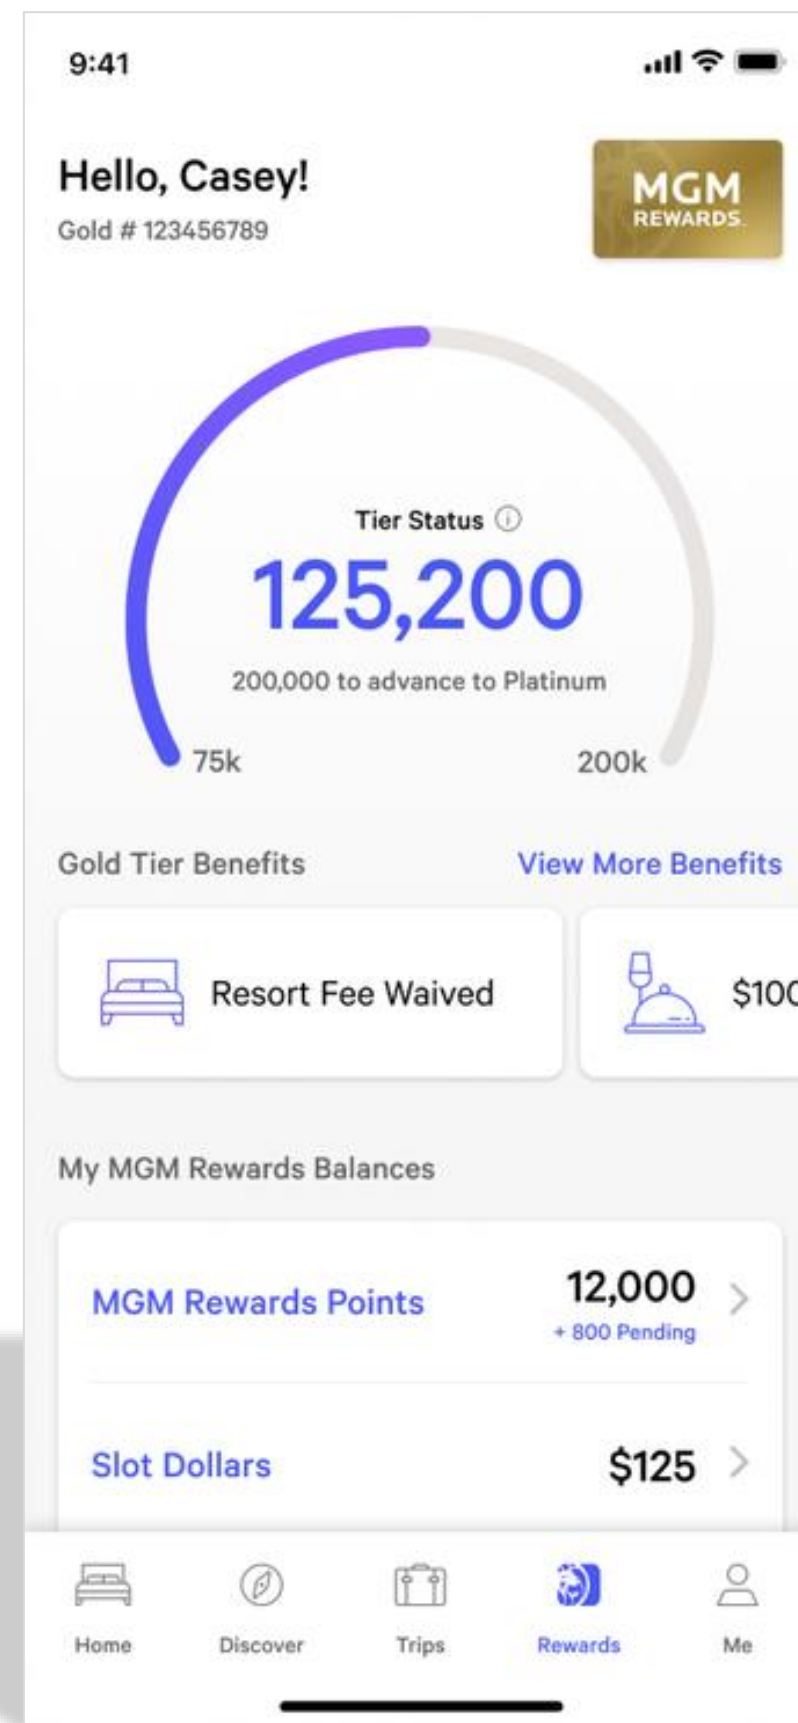 9:41
Hello, Casey!
Gold # 123456789
MGM
REWARDS
Tier Status
125,200
200,000 to advance to Platinum
75k
200k
Gold Tier Benefits
View More Benefits
Resort Fee Waived
$100
My MGM Rewards Balances
MGM Rewards Points
12,000
+ 800 Pending
Slot Dollars
$125
Home
Discover
Trips
Rewards
Me